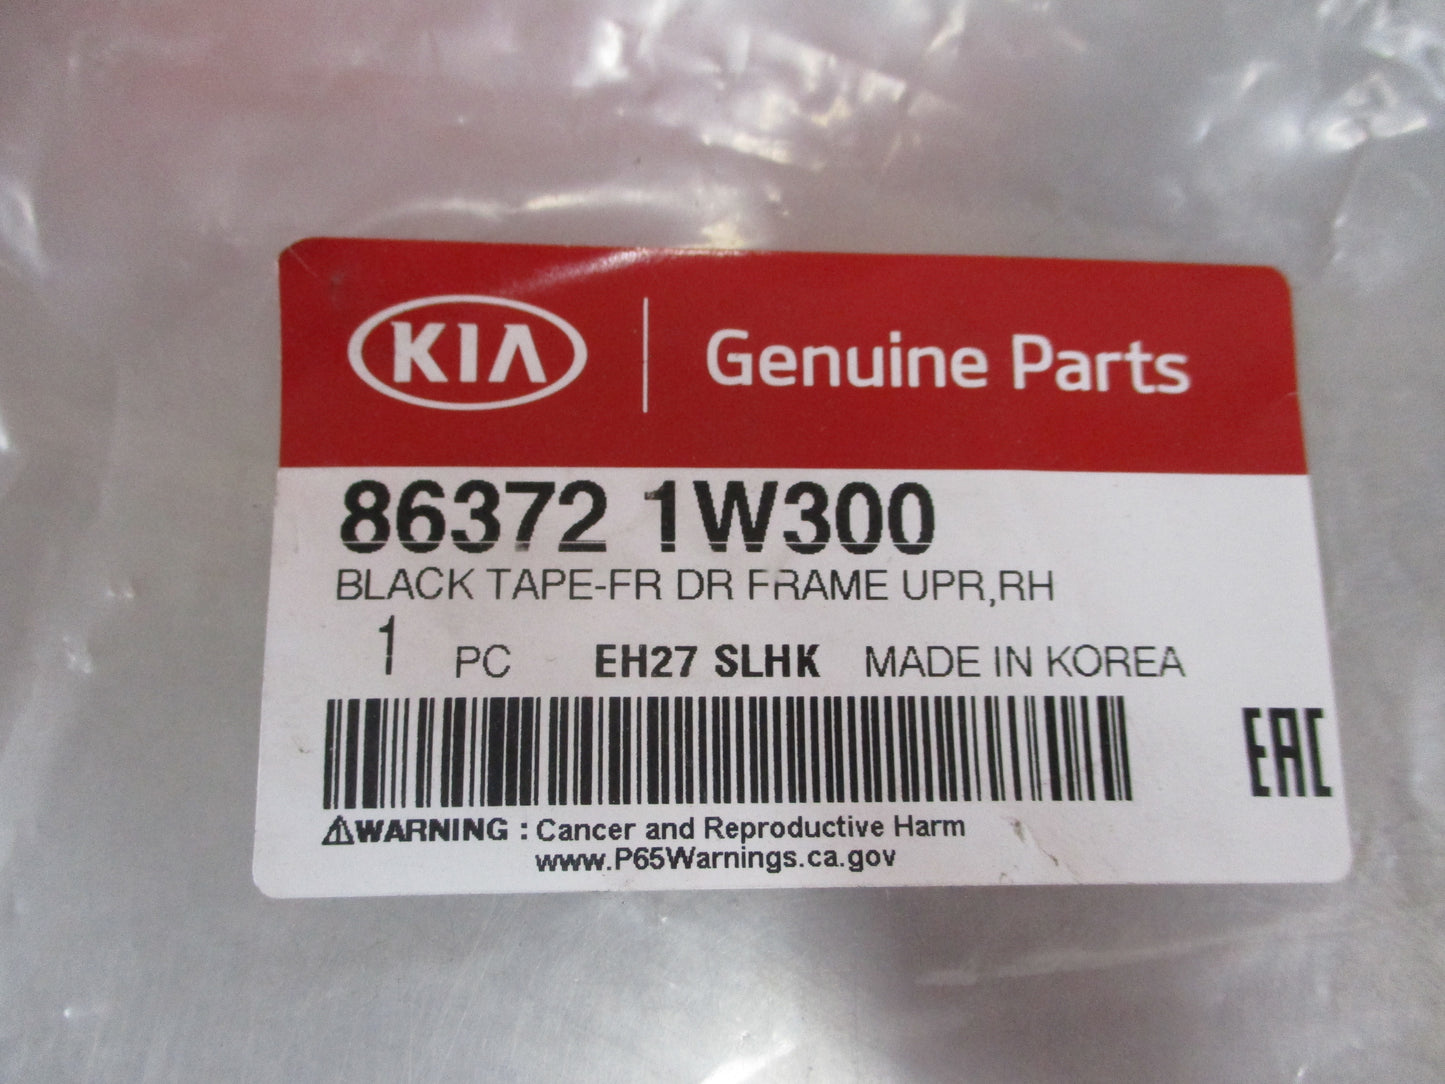 KIA Genuine Parts
86372 1W300
BLACK TAPE-FR DR FRAME UPR,RH
1 PC EH27 SLHK MADE IN KOREA
EAC
⚠WARNING : Cancer and Reproductive Harm
www.P65Warnings.ca.gov